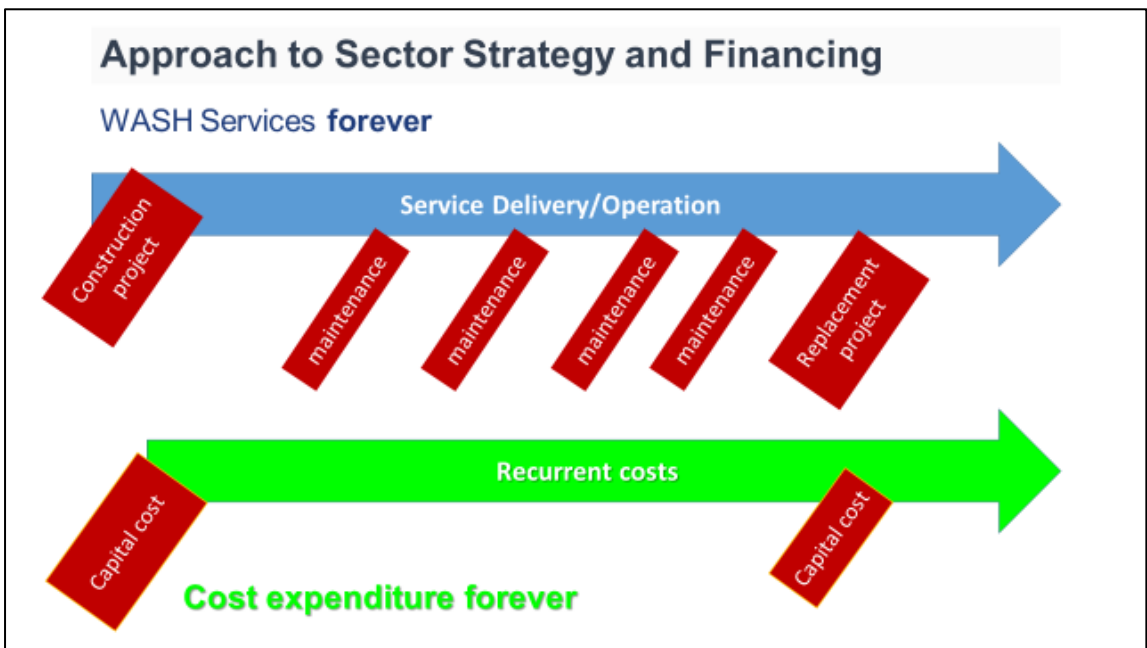 Approach to Sector Strategy and Financing
WASH Services forever
Service Delivery/Operation
Construction
project
maintenance
maintenance
maintenance
maintenance
Replacement
project
Recurrent costs
Capital cost
Capital cost
Cost expenditure forever